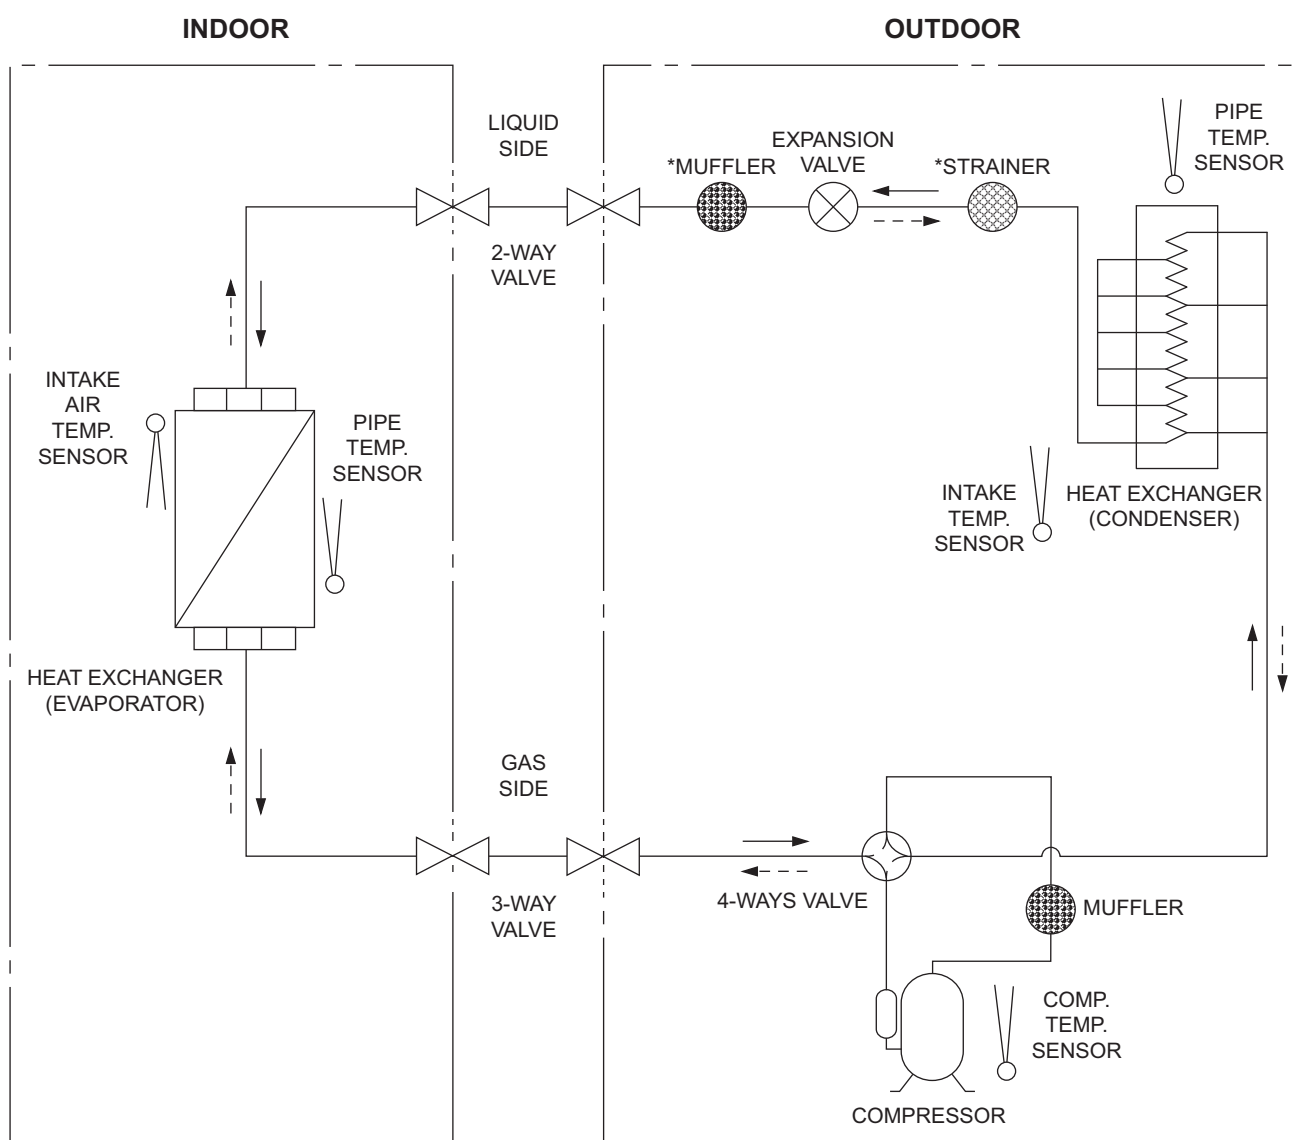 INDOOR
OUTDOOR
LIQUID
SIDE
*MUFFLER
EXPANSION
VALVE
*STRAINER
PIPE
TEMP.
SENSOR
2-WAY
VALVE
INTAKE
AIR
TEMP.
SENSOR
PIPE
TEMP.
SENSOR
INTAKE
TEMP.
SENSOR
HEAT EXCHANGER
(CONDENSER)
HEAT EXCHANGER
(EVAPORATOR)
GAS
SIDE
3-WAY
VALVE
4-WAYS VALVE
MUFFLER
COMP.
TEMP.
SENSOR
COMPRESSOR